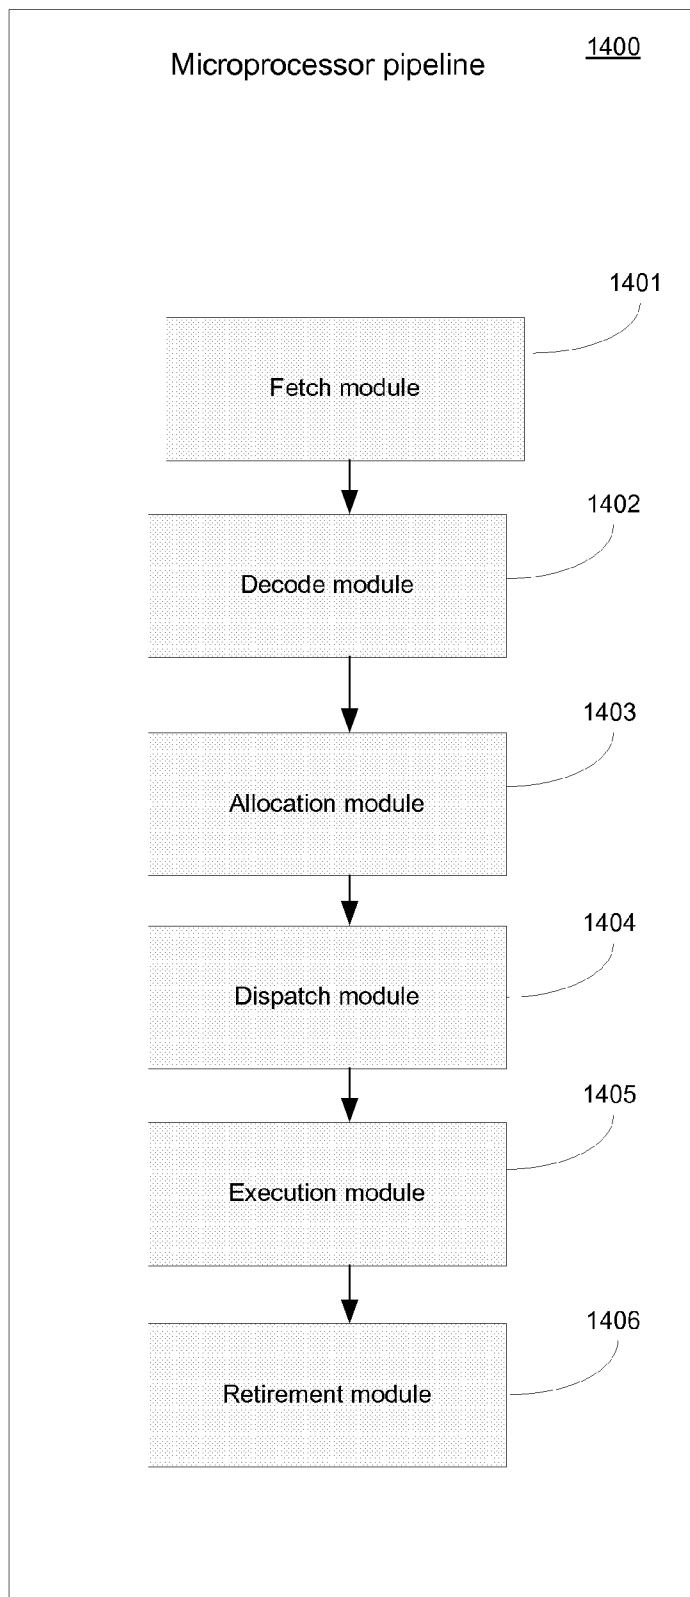 1400
Microprocessor pipeline
1401
Fetch module
1402
Decode module
1403
Allocation module
1404
Dispatch module
1405
Execution module
1406
Retirement module